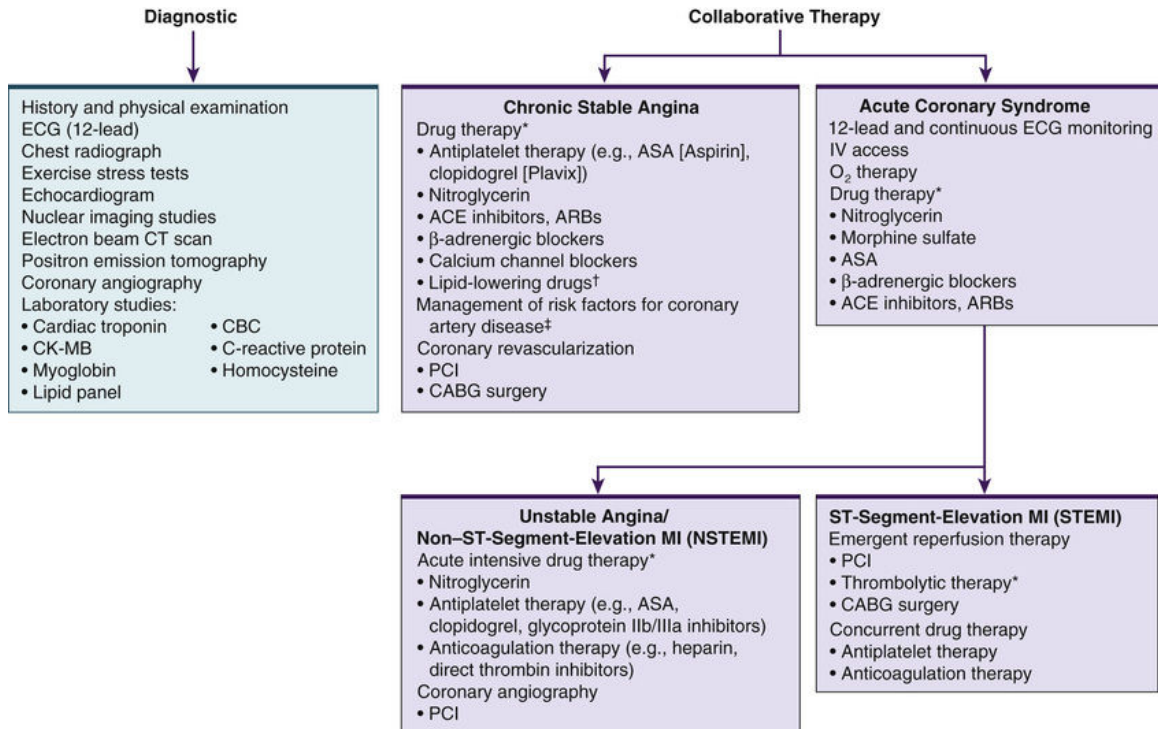 Diagnostic
History and physical examination
ECG (12-lead)
Chest radiograph
Exercise stress tests
Echocardiogram
Nuclear imaging studies
Electron beam CT scan
Positron emission tomography
Coronary angiography
Laboratory studies:
• Cardiac troponin
• CK-MB
• Myoglobin
• Lipid panel
• CBC
• C-reactive protein
• Homocysteine
Collaborative Therapy
Chronic Stable Angina
Drug therapy*
• Antiplatelet therapy (e.g., ASA [Aspirin],
clopidogrel [Plavix])
• Nitroglycerin
• ACE inhibitors, ARBs
• β-adrenergic blockers
• Calcium channel blockers
• Lipid-lowering drugs†
Management of risk factors for coronary
artery disease‡
Coronary revascularization
• PCI
• CABG surgery
Acute Coronary Syndrome
12-lead and continuous ECG monitoring
IV access
O₂ therapy
Drug therapy*
• Nitroglycerin
• Morphine sulfate
• ASA
• β-adrenergic blockers
• ACE inhibitors, ARBs
Unstable Angina/
Non–ST-Segment-Elevation MI (NSTEMI)
Acute intensive drug therapy*
• Nitroglycerin
• Antiplatelet therapy (e.g., ASA,
clopidogrel, glycoprotein IIb/IIIa inhibitors)
• Anticoagulation therapy (e.g., heparin,
direct thrombin inhibitors)
Coronary angiography
• PCI
ST-Segment-Elevation MI (STEMI)
Emergent reperfusion therapy
• PCI
• Thrombolytic therapy*
• CABG surgery
Concurrent drug therapy
• Antiplatelet therapy
• Anticoagulation therapy